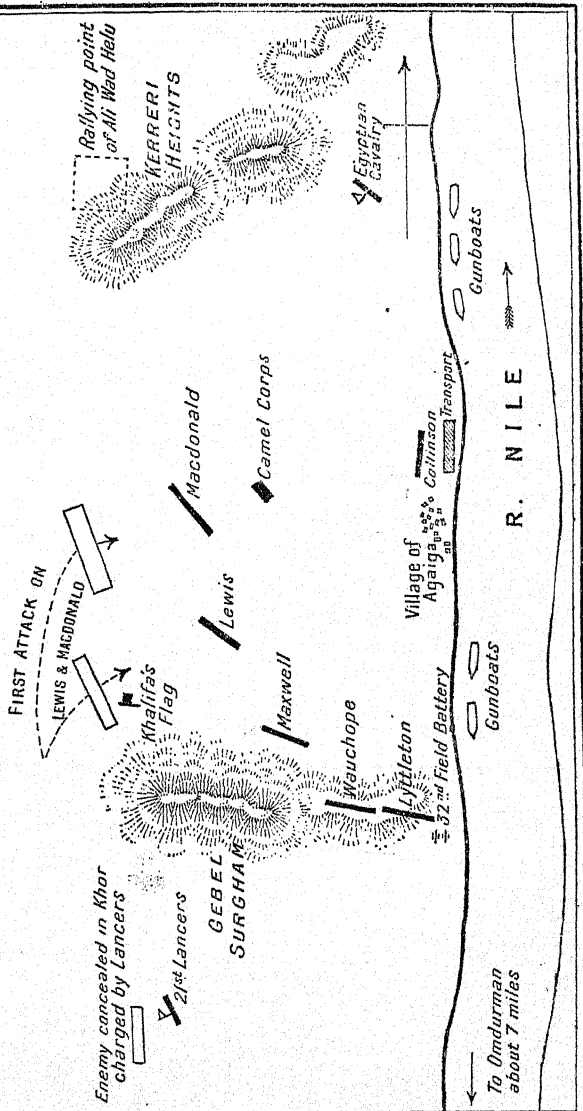 FIRST ATTACK ON
LEWIS & MACDONALD
Enemy concealed in Khor
charged by Lancers
21st Lancers
GEBEL
SURGHAM
Khalifa's
Flag
Rallying point
of Ali Wad Helu
KERRERI
HEIGHTS
Macdonald
Camel Corps
Lewis
Maxwell
Wauchope
Lyttleton
32nd Field Battery
Egyptian
Cavalry
Village of
Agaiga
Collinson
Transport
Gunboats
Gunboats
R. NILE
To Omdurman
about 7 miles